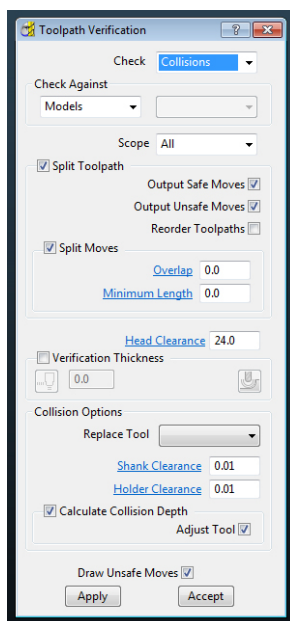 Toolpath Verification
Check Collisions
Check Against
Models
Scope All
Split Toolpath
Output Safe Moves
Output Unsafe Moves
Reorder Toolpaths
Split Moves
Overlap 0.0
Minimum Length 0.0
Head Clearance 24.0
Verification Thickness
0.0
Collision Options
Replace Tool
Shank Clearance 0.01
Holder Clearance 0.01
Calculate Collision Depth
Adjust Tool
Draw Unsafe Moves
Apply Accept